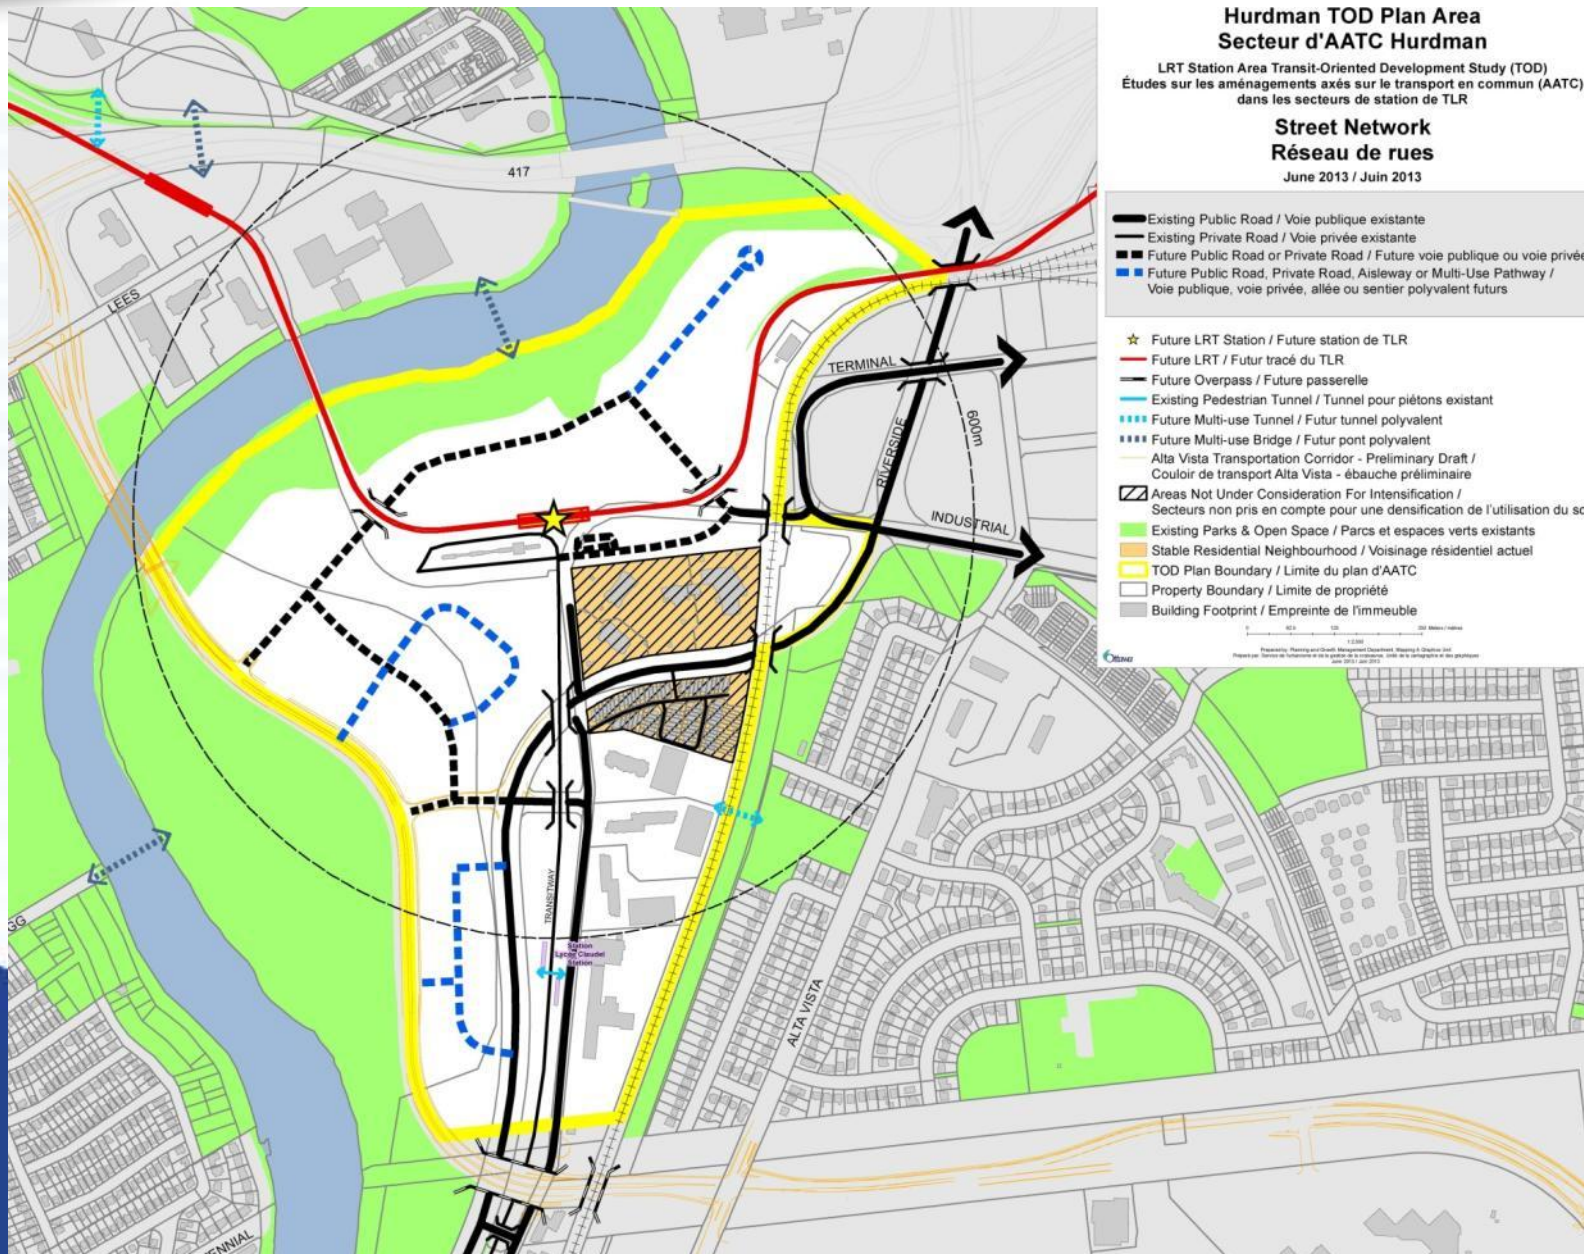 Hurdman TOD Plan Area
Secteur d'AATC Hurdman
LRT Station Area Transit-Oriented Development Study (TOD)
Études sur les aménagements axés sur le transport en commun (AATC)
dans les secteurs de station de TLR
Street Network
Réseau de rues
June 2013 / Juin 2013
Existing Public Road / Voie publique existante
Existing Private Road / Voie privée existante
Future Public Road or Private Road / Future voie publique ou voie privée
Future Public Road, Private Road, Aisleway or Multi-Use Pathway /
Voie publique, voie privée, allée ou sentier polyvalent futurs
Future LRT Station / Future station de TLR
Future LRT / Futur tracé du TLR
Future Overpass / Future passerelle
Existing Pedestrian Tunnel / Tunnel pour piétons existant
Future Multi-use Tunnel / Futur tunnel polyvalent
Future Multi-use Bridge / Futur pont polyvalent
Alta Vista Transportation Corridor - Preliminary Draft /
Couloir de transport Alta Vista - ébauche préliminaire
Areas Not Under Consideration For Intensification /
Secteurs non pris en compte pour une densification de l'utilisation du so
Existing Parks & Open Space / Parcs et espaces verts existants
Stable Residential Neighbourhood / Voisinage résidentiel actuel
TOD Plan Boundary / Limite du plan d'AATC
Property Boundary / Limite de propriété
Building Footprint / Empreinte de l'immeuble
Ottawa
417
LEES
TERMINAL
RIVERSIDE
600m
INDUSTRIAL
TRANSITWAY
Station
Lycée Claudel
Station
ALTA VISTA
GG
ENNIAL